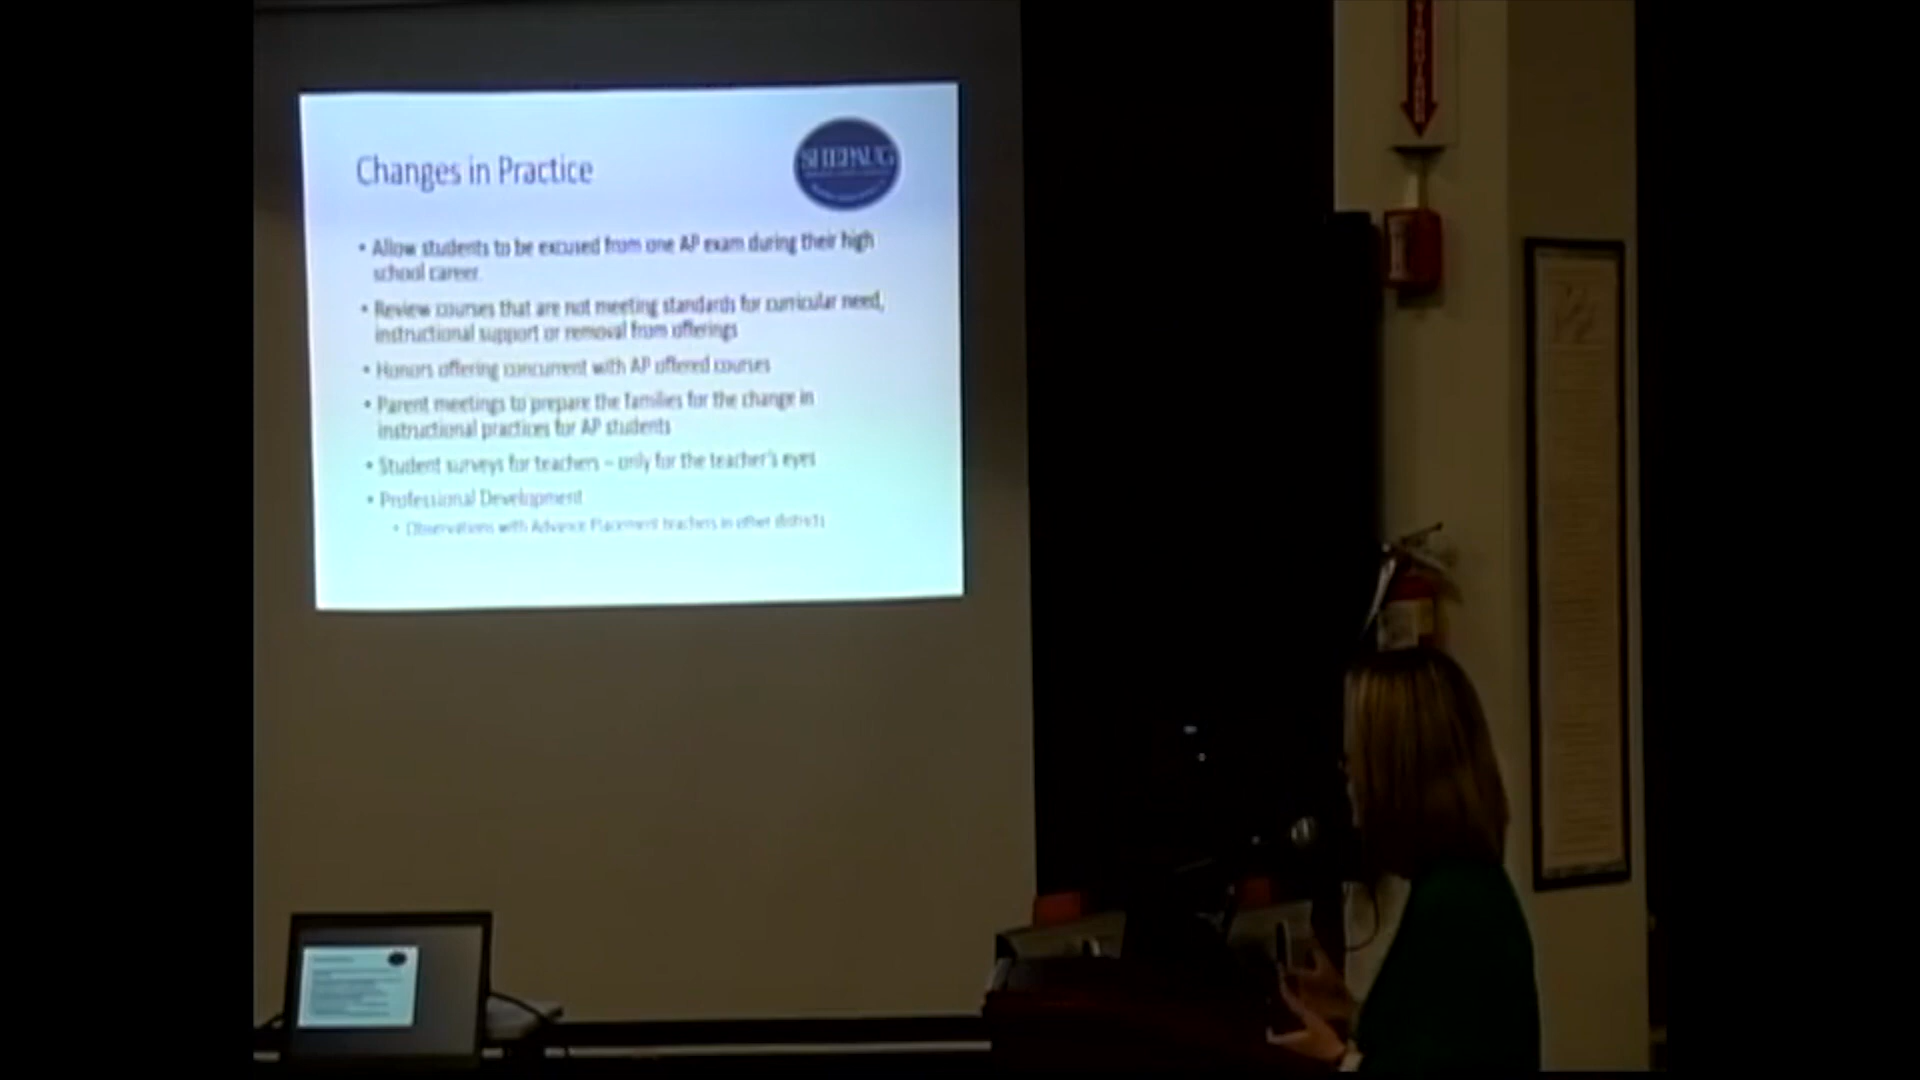 SHEPAUG
Changes in Practice
• Allow students to be excused from one AP exam during their high
school career.
• Review courses that are not meeting standards for curricular need,
instructional support or removal from offerings
• Honors offering concurrent with AP offered courses
• Parent meetings to prepare the families for the change in
instructional practices for AP students
• Student surveys for teachers – only for the teacher's eyes
• Professional Development
• Observations with Advance Placement teachers in other districts